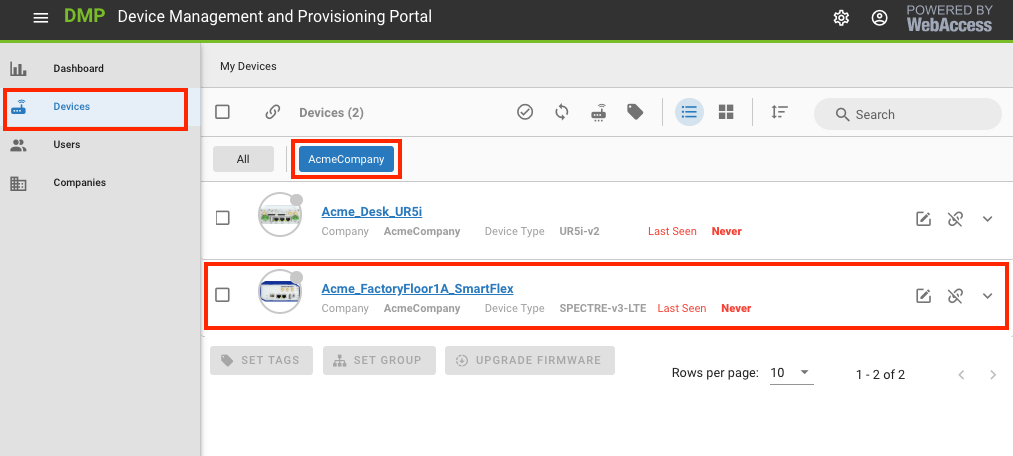 DMP Device Management and Provisioning Portal
POWERED BY
WebAccess
Dashboard
Devices
Users
Companies
My Devices
Devices (2)
Search
All
AcmeCompany
Acme_Desk_UR5i
Company AcmeCompany Device Type UR5i-v2 Last Seen Never
Acme_FactoryFloor1A_SmartFlex
Company AcmeCompany Device Type SPECTRE-v3-LTE Last Seen Never
SET TAGS SET GROUP UPGRADE FIRMWARE
Rows per page: 10 1 - 2 of 2